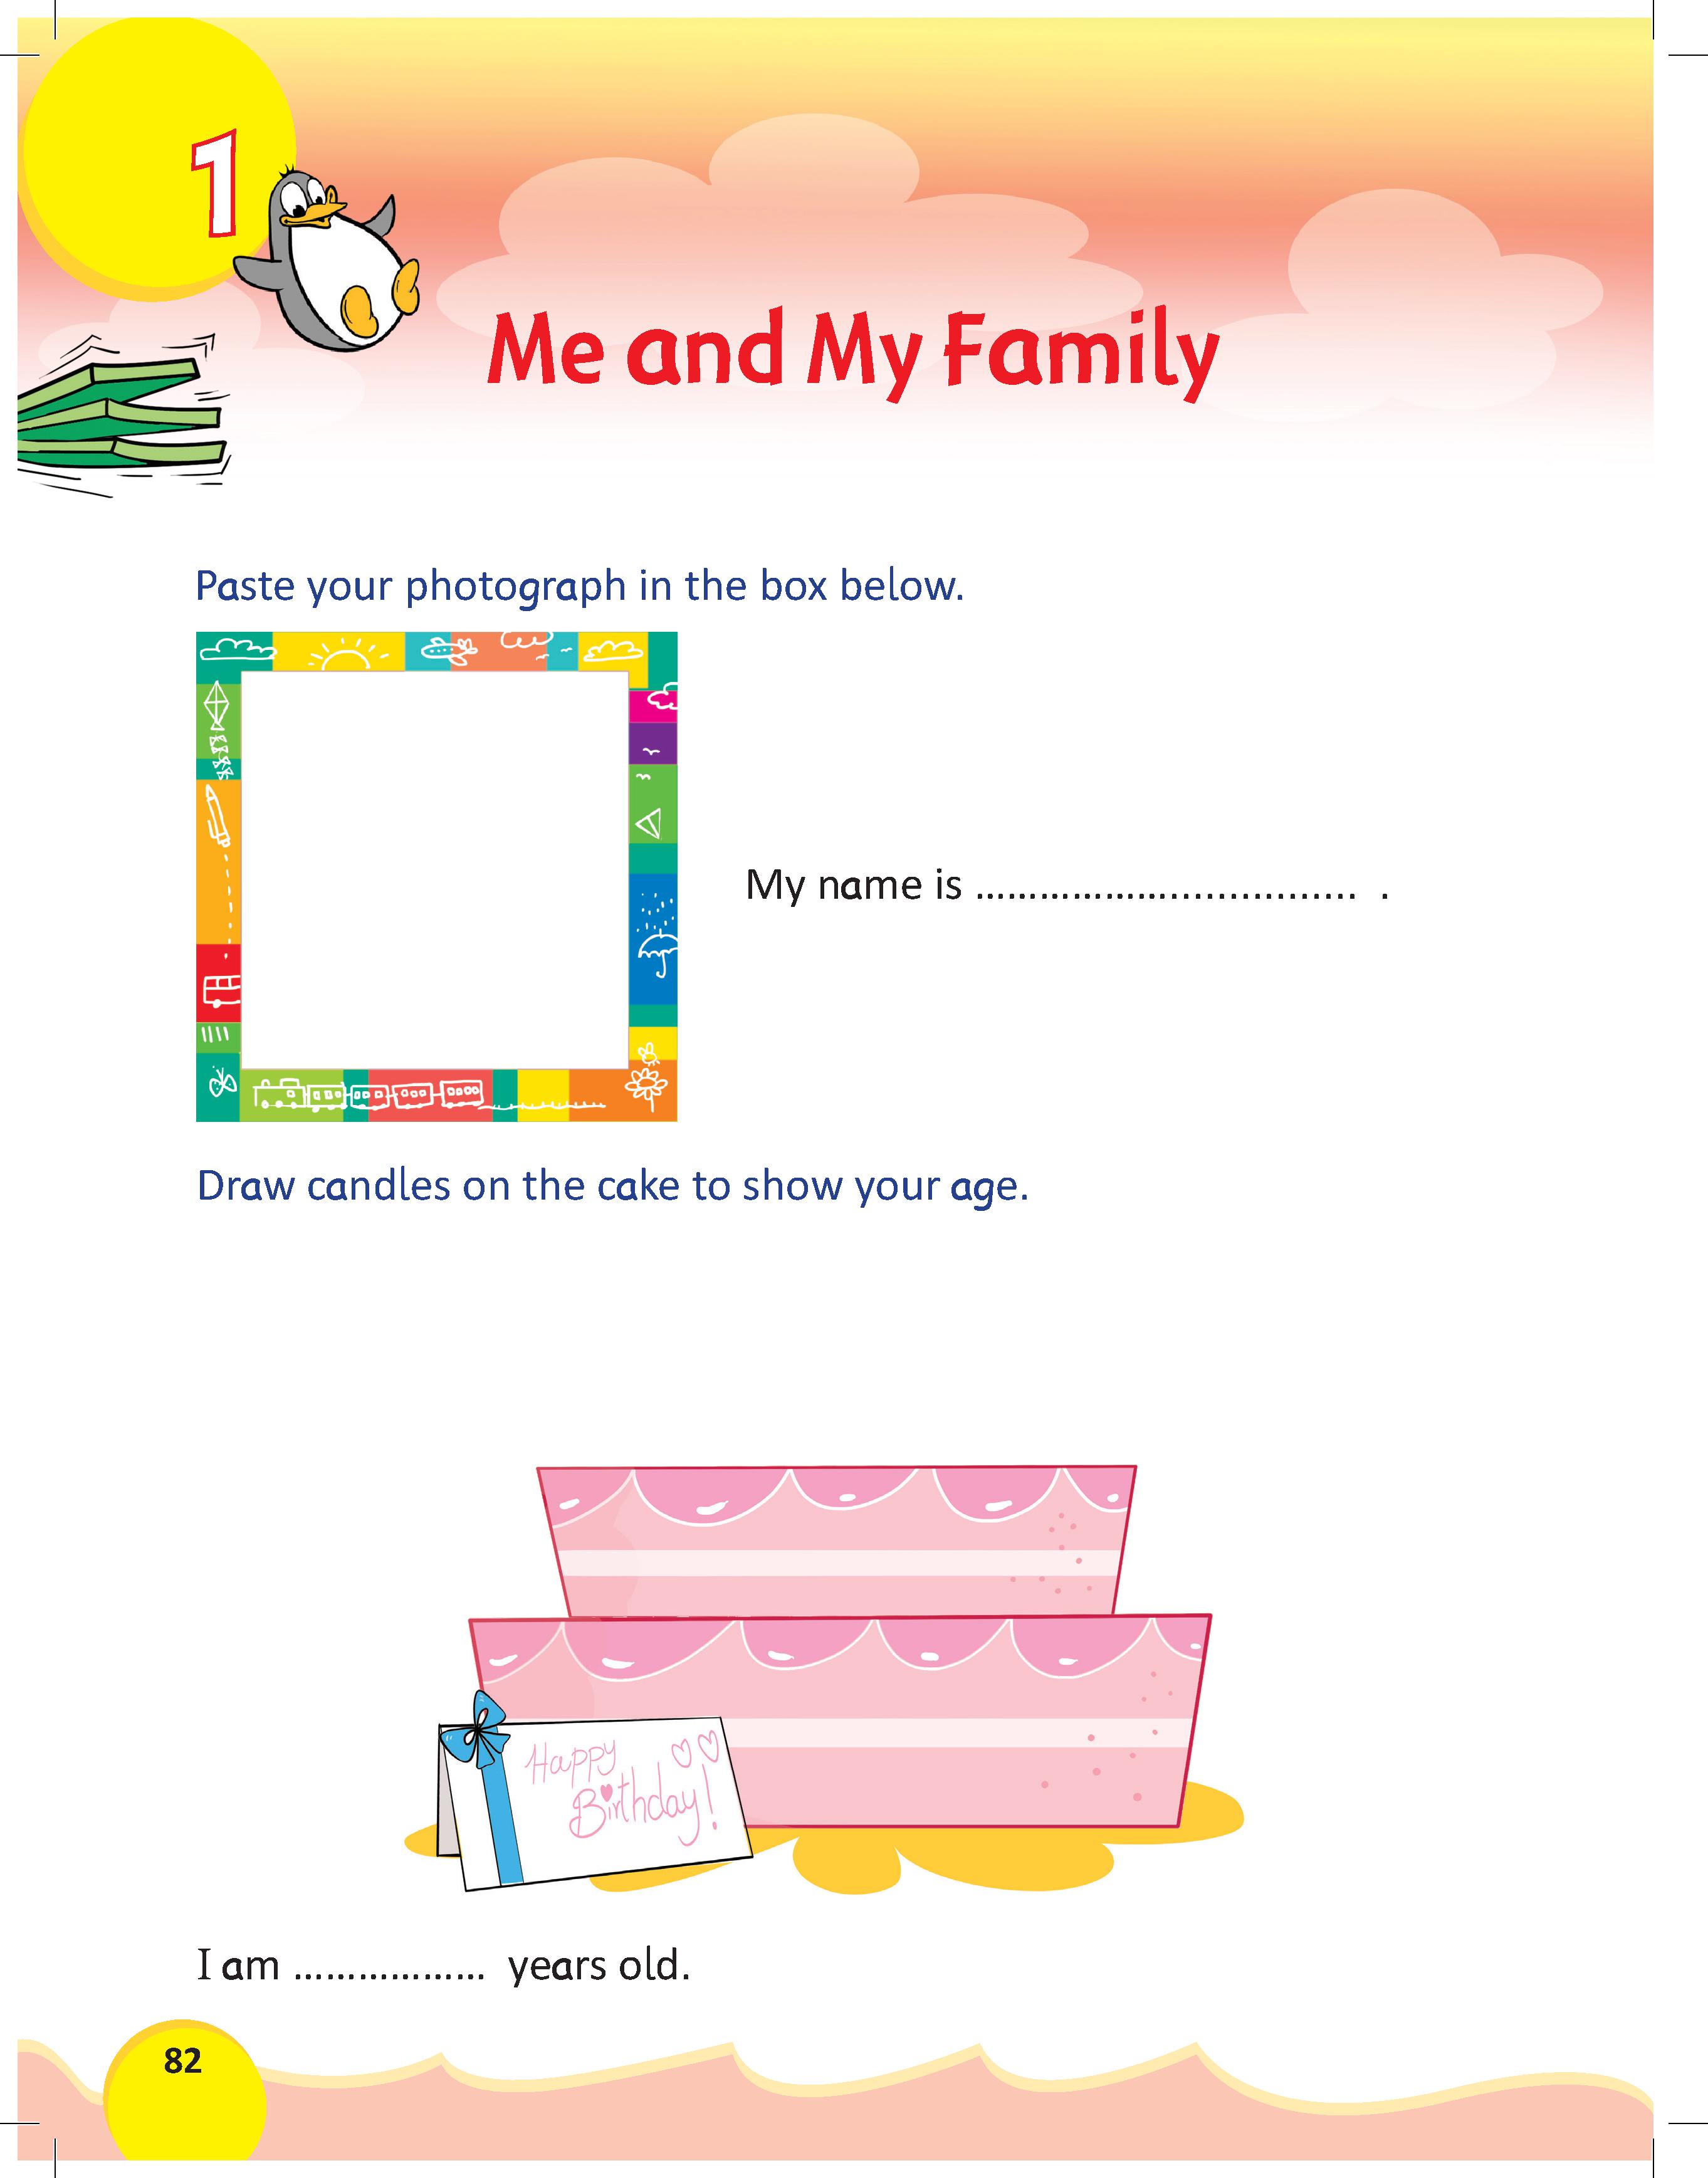 1
Me and My Family
Paste your photograph in the box below.
My name is ................................... .
Draw candles on the cake to show your age.
Happy
Birthday!
I am .................. years old.
82